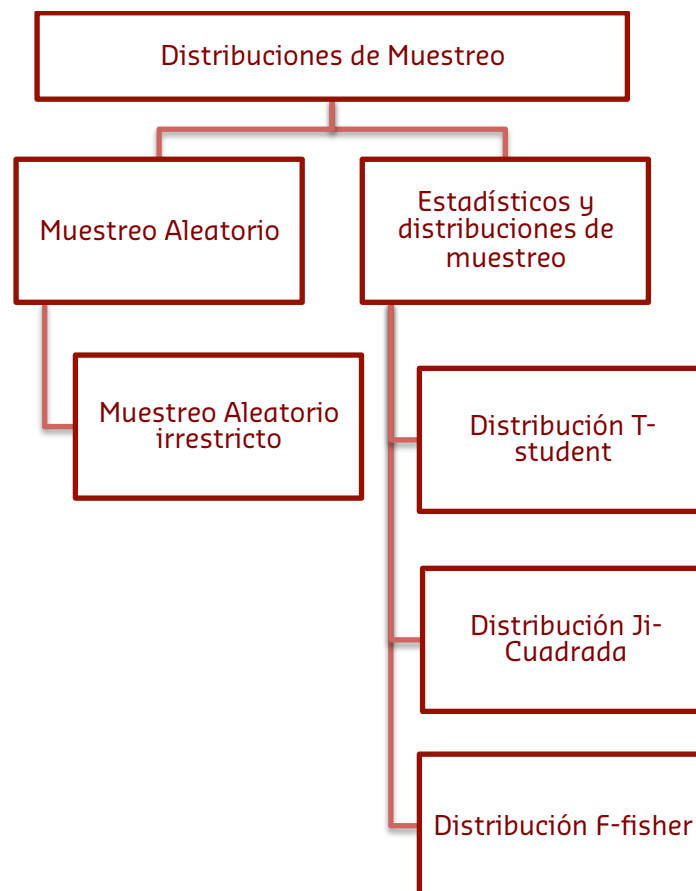 Distribuciones de Muestreo
Muestreo Aleatorio
Estadísticos y
distribuciones de
muestreo
Muestreo Aleatorio
irrestricto
Distribución T-
student
Distribución Ji-
Cuadrada
Distribución F-fisher